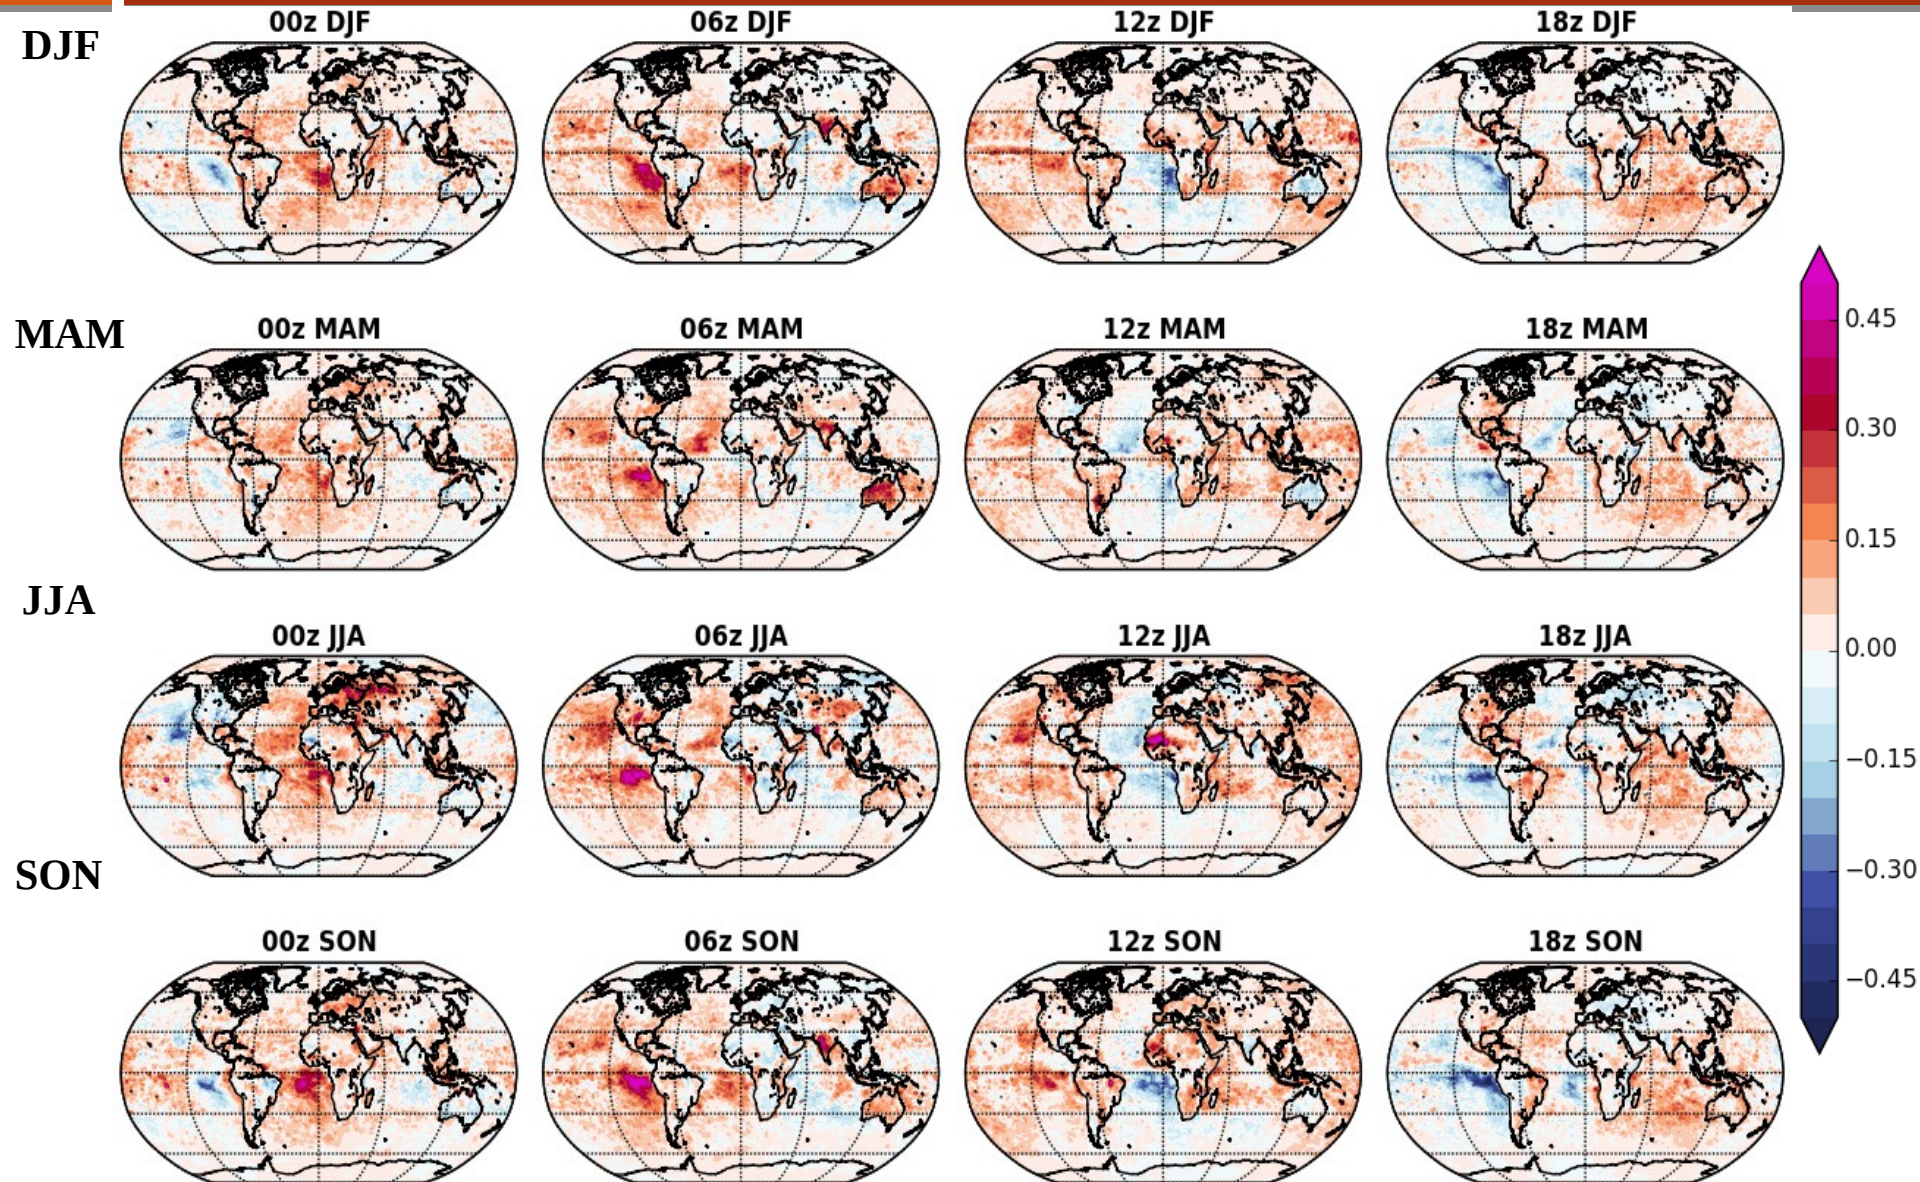 DJF
00z DJF
06z DJF
12z DJF
18z DJF
MAM
00z MAM
06z MAM
12z MAM
18z MAM
JJA
00z JJA
06z JJA
12z JJA
18z JJA
SON
00z SON
06z SON
12z SON
18z SON
0.45
0.30
0.15
0.00
−0.15
−0.30
−0.45